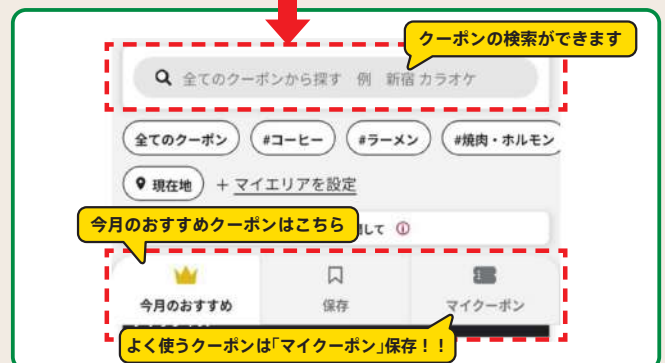 クーポンの検索ができます
全てのクーポンから探す 例 新宿 カラオケ
全てのクーポン #コーヒー #ラーメン #焼肉・ホルモン
現在地 + マイエリアを設定
今月のおすすめクーポンはこちら
して
今月のおすすめ 保存 マイクーポン
よく使うクーポンは「マイクーポン」保存！！